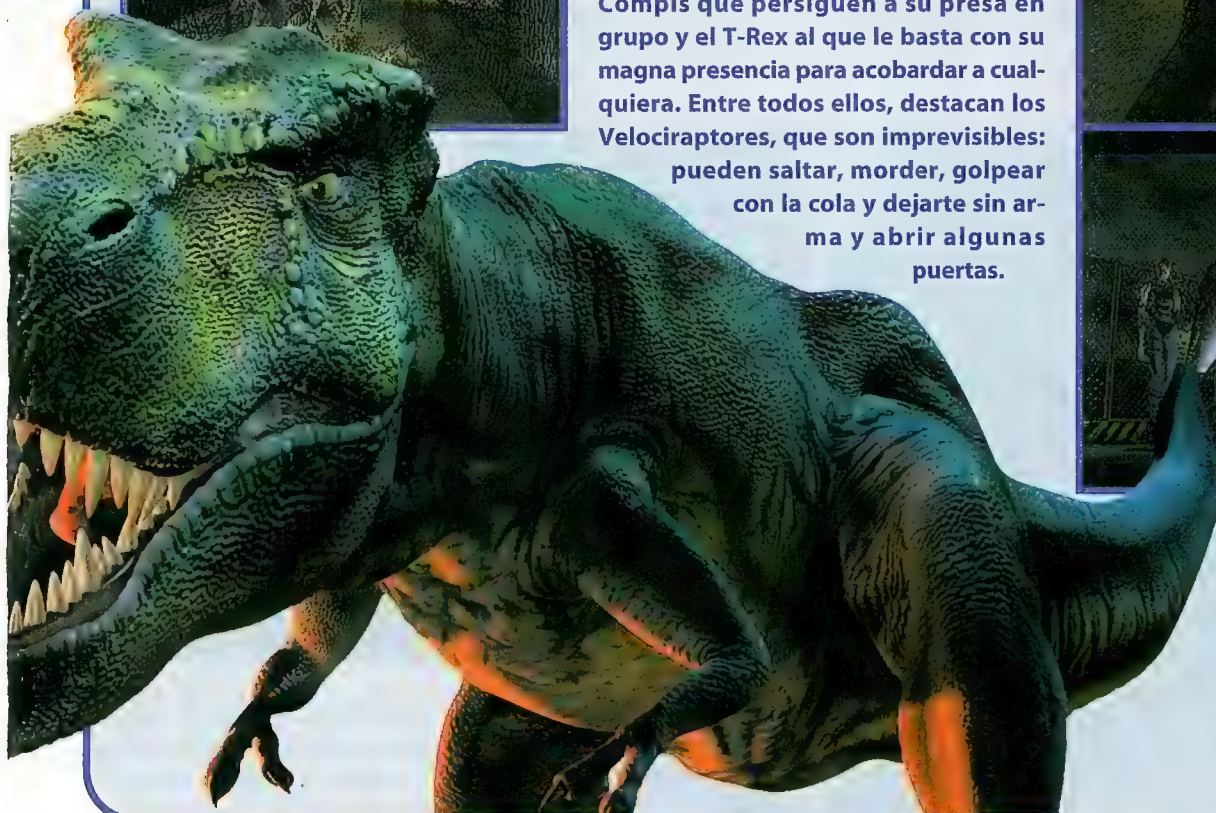 Compis que persiguen a su presa en
grupo y el T-Rex al que le basta con su
magna presencia para acobardar a cual-
quiera. Entre todos ellos, destacan los
Velociraptores, que son imprevisibles:
pueden saltar, morder, golpear
con la cola y dejarte sin ar-
ma y abrir algunas
puertas.